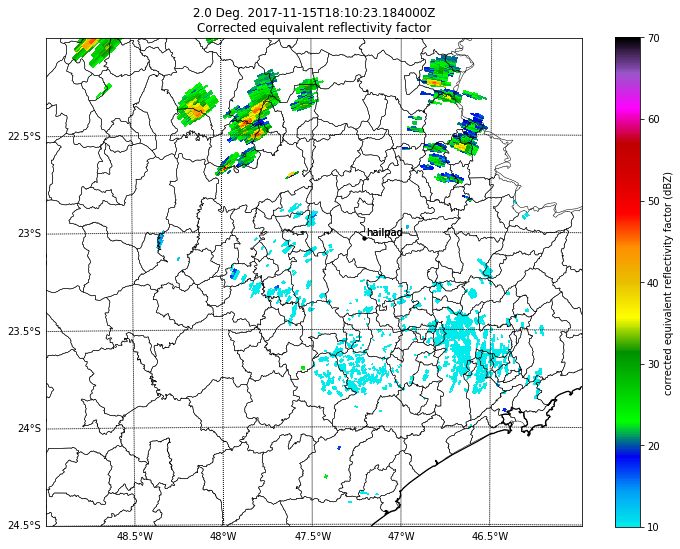 2.0 Deg. 2017-11-15T18:10:23.184000Z
Corrected equivalent reflectivity factor
70
60
50
40
30
20
10
corrected equivalent reflectivity factor (dBZ)
22.5°S
23°S
23.5°S
24°S
24.5°S
hailpad
48.5°W
48°W
47.5°W
47°W
46.5°W